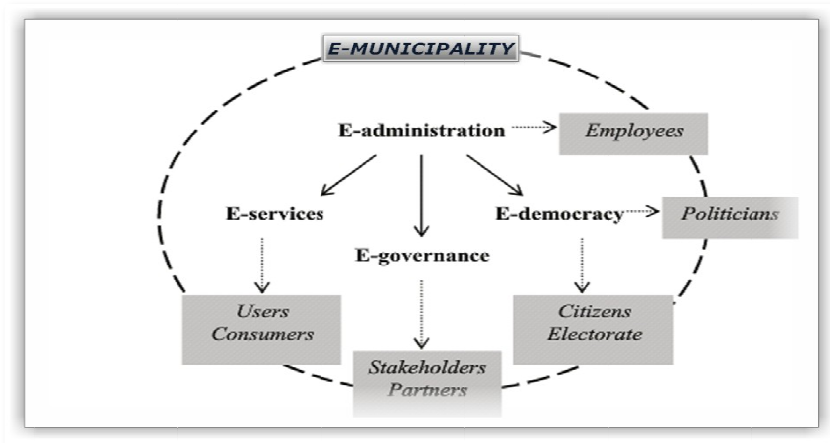 E-MUNICIPALITY
E-administration
Employees
E-services
E-democracy
Politicians
E-governance
Users
Consumers
Citizens
Electorate
Stakeholders
Partners